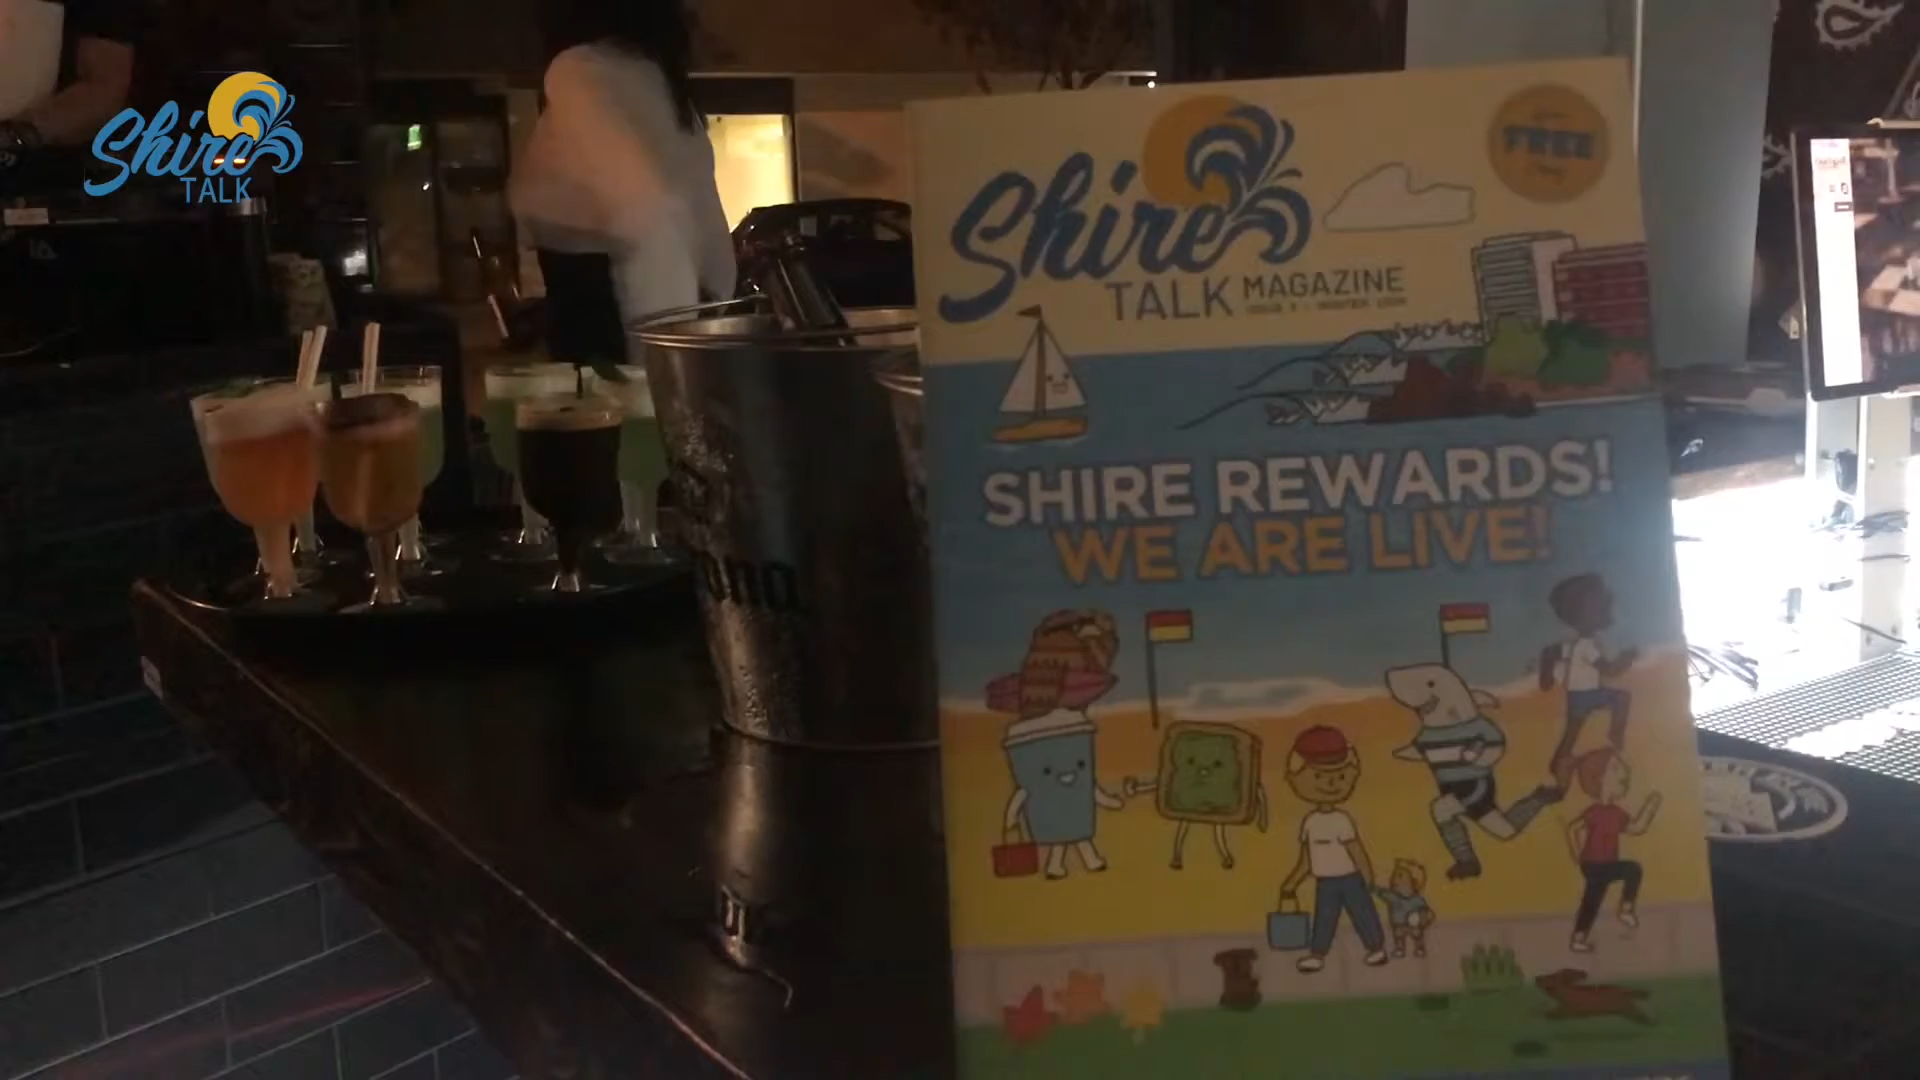 Shire
TALK
FREE
Shire
TALK MAGAZINE
SHIRE REWARDS!
WE ARE LIVE!